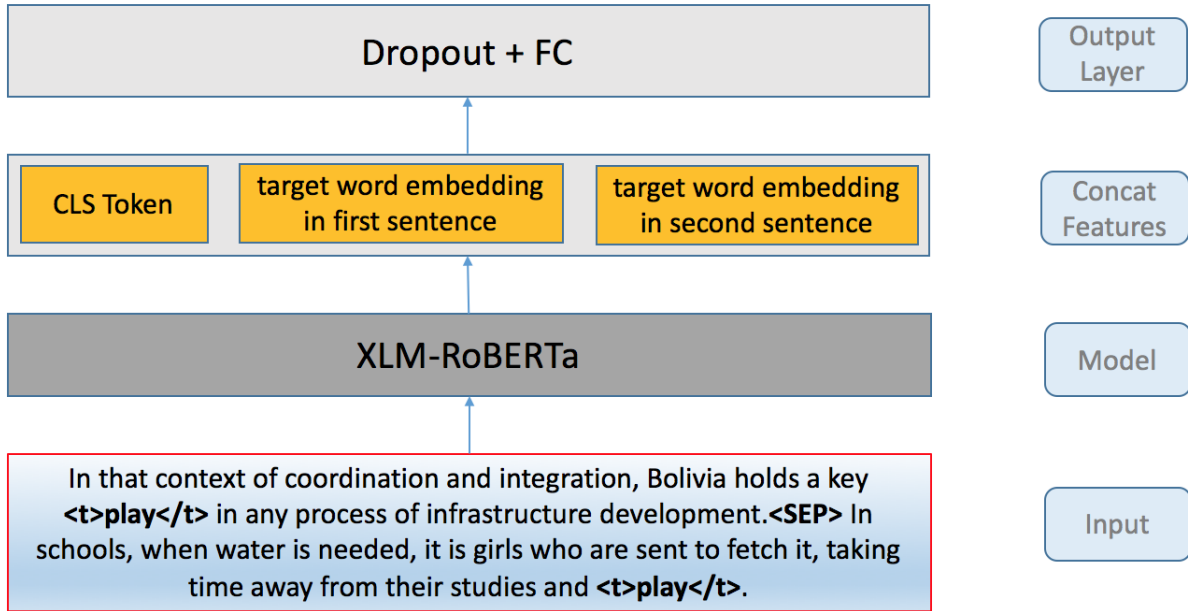 Dropout + FC
Output
Layer
CLS Token
target word embedding
in first sentence
target word embedding
in second sentence
Concat
Features
XLM-RoBERTa
Model
In that context of coordination and integration, Bolivia holds a key
<t>play</t> in any process of infrastructure development.<SEP> In
schools, when water is needed, it is girls who are sent to fetch it, taking
time away from their studies and <t>play</t>.
Input